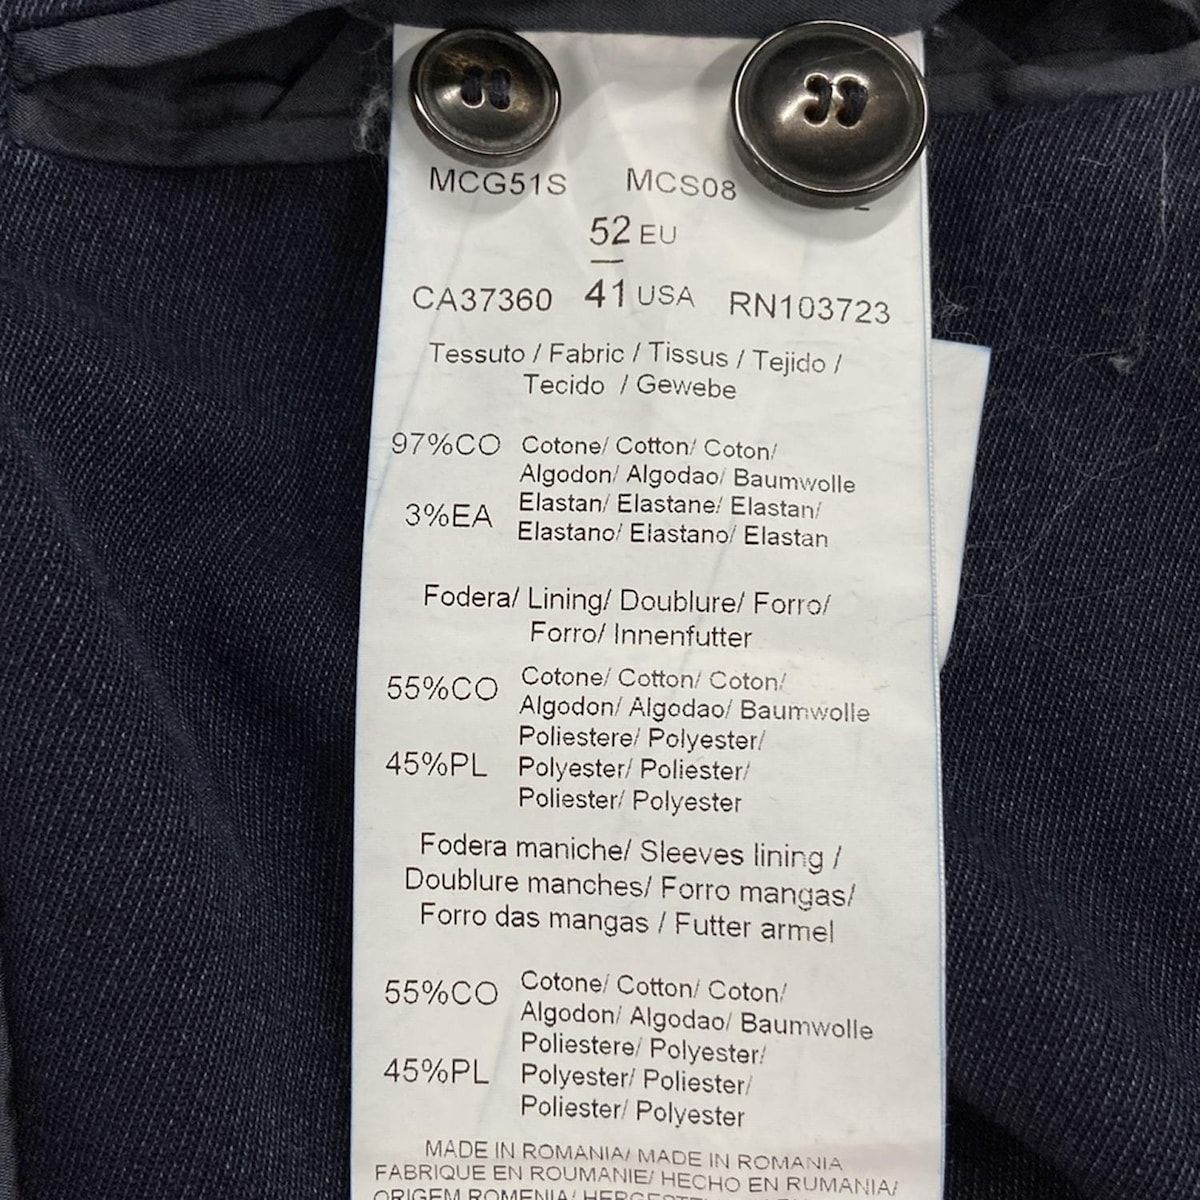 MCG51S MCS08
52 EU
41 USA
CA37360 RN103723
Tessuto / Fabric / Tissus / Tejido /
Tecido / Gewebe
97%CO Cotone/ Cotton/ Coton/
Algodon/ Algodao/ Baumwolle
3%EA Elastan/ Elastane/ Elastan/
Elastano/ Elastano/ Elastan
Fodera/ Lining/ Doublure/ Forro/
Forro/ Innenfutter
55%CO Cotone/ Cotton/ Coton/
Algodon/ Algodao/ Baumwolle
Poliestere/ Polyester/
45%PL Polyester/ Poliester/
Poliester/ Polyester
Fodera maniche/ Sleeves lining /
Doublure manches/ Forro mangas/
Forro das mangas / Futter armel
55%CO Cotone/ Cotton/ Coton/
Algodon/ Algodao/ Baumwolle
Poliestere/ Polyester/
45%PL Polyester/ Poliester/
Poliester/ Polyester
MADE IN ROMANIA/ MADE IN ROMANIA
FABRIQUE EN ROUMANIE/ HECHO EN RUMANIA/
ORIGEM ROMENIA/